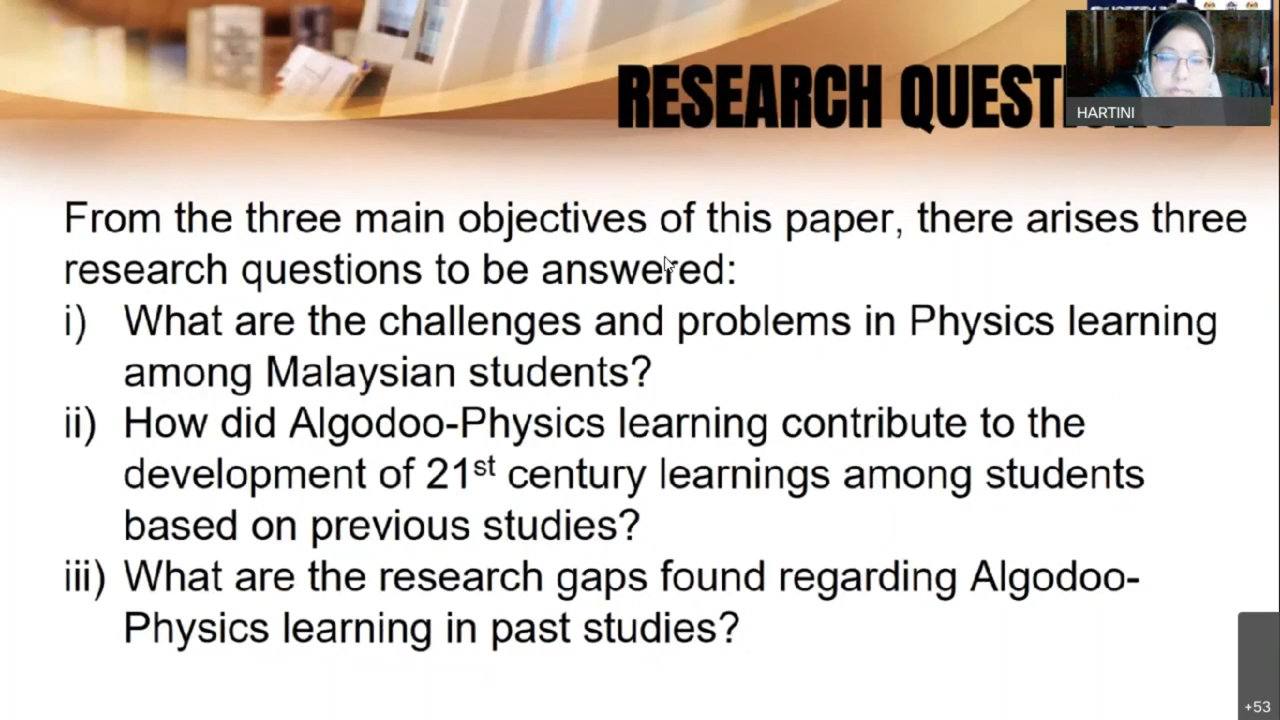 RESEARCH QUEST
HARTINI
From the three main objectives of this paper, there arises three
research questions to be answered:
i) What are the challenges and problems in Physics learning
among Malaysian students?
ii) How did Algodoo-Physics learning contribute to the
development of 21st century learnings among students
based on previous studies?
iii) What are the research gaps found regarding Algodoo-
Physics learning in past studies?
+53